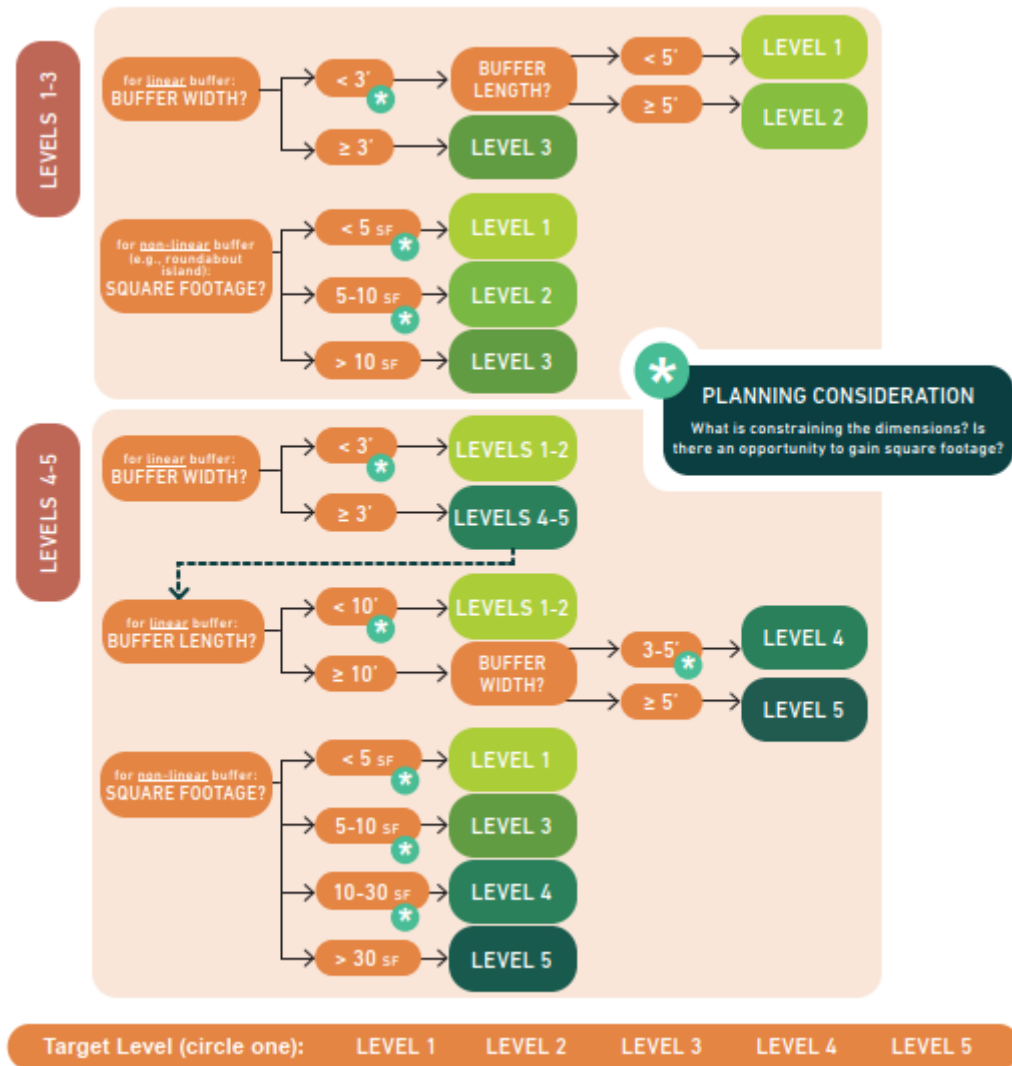 LEVELS 1-3
for linear buffer:
BUFFER WIDTH?
< 3'
*
BUFFER
LENGTH?
< 5'
LEVEL 1
≥ 5'
LEVEL 2
≥ 3'
LEVEL 3
for non-linear buffer
(e.g., roundabout
island):
SQUARE FOOTAGE?
< 5 SF
*
LEVEL 1
5-10 SF
*
LEVEL 2
> 10 SF
LEVEL 3
*
PLANNING CONSIDERATION
What is constraining the dimensions? Is
there an opportunity to gain square footage?
LEVELS 4-5
for linear buffer:
BUFFER WIDTH?
< 3'
*
LEVELS 1-2
≥ 3'
LEVELS 4-5
for linear buffer:
BUFFER LENGTH?
< 10'
*
LEVELS 1-2
≥ 10'
BUFFER
WIDTH?
3-5'
*
LEVEL 4
≥ 5'
LEVEL 5
for non-linear buffer:
SQUARE FOOTAGE?
< 5 SF
*
LEVEL 1
5-10 SF
*
LEVEL 3
10-30 SF
*
LEVEL 4
> 30 SF
LEVEL 5
Target Level (circle one): LEVEL 1 LEVEL 2 LEVEL 3 LEVEL 4 LEVEL 5